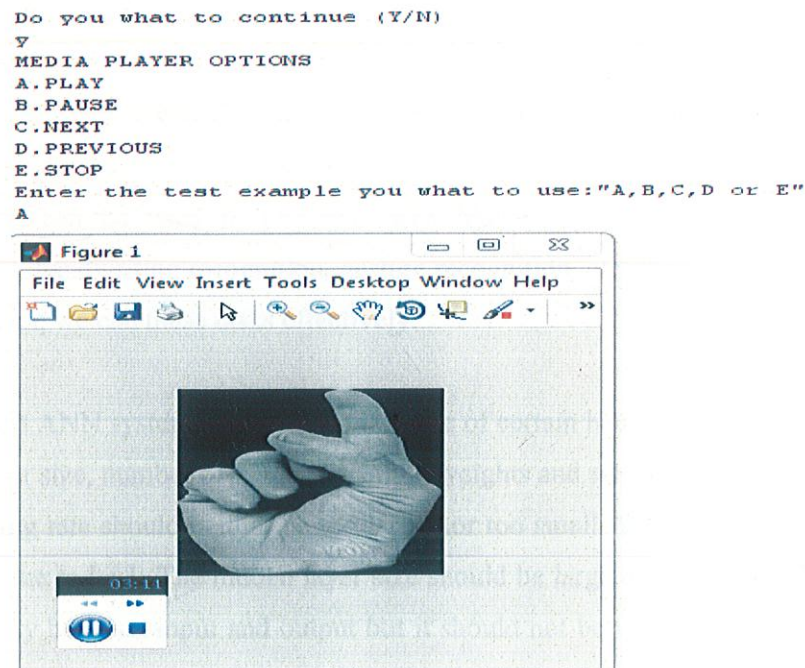 Do you what to continue (Y/N)
y
MEDIA PLAYER OPTIONS
A.PLAY
B.PAUSE
C.NEXT
D.PREVIOUS
E.STOP
Enter the test example you what to use:"A,B,C,D or E"
A
Figure 1
File Edit View Insert Tools Desktop Window Help
03:11